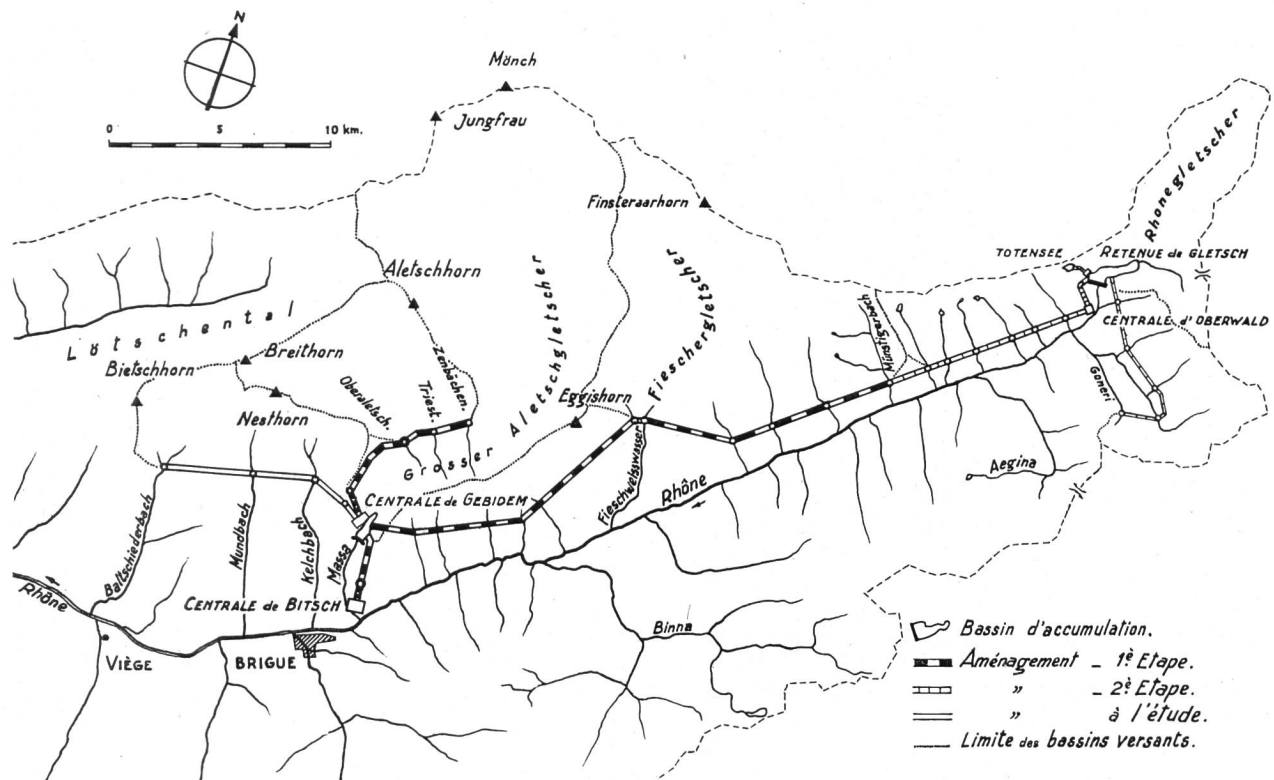 N
Mönch
Jungfrau
0 5 10 km.
Finsteraarhorn
Rhonegletscher
TOTENSEE
RETENUE de GLETSCH
Aletschhorn
CENTRALE d'OBERWALD
Lötschental
Breithorn
Bietschhorn
Nesthorn
Oberaletsch.
Triest.
Zenbächen.
Grosser Aletschgletscher
Fieschergletscher
Eggishorn
Münstigerbach
Goneri
Aegina
Fieschweisswasser
Rhône
CENTRALE de GEBIDEM
Baltschiederbach
Mundbach
Kelchbach
Massa
Rhône
CENTRALE de BITSCH
VIÈGE
BRIGUE
Binna
Bassin d'accumulation.
Aménagement _ 1è Etape.
" _ 2è Etape.
" à l'étude.
Limite des bassins versants.